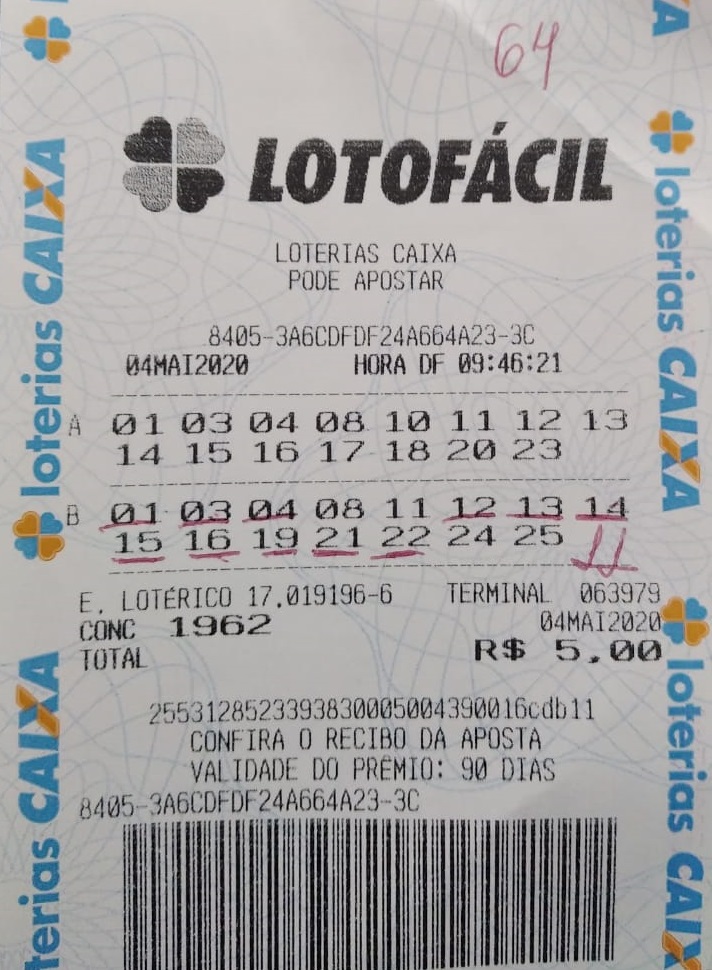 64
LOTOFÁCIL
LOTERIAS CAIXA
PODE APOSTAR
8405-3A6CDFDF24A664A23-3C
04MAI2020 HORA DF 09:46:21
A 01 03 04 08 10 11 12 13
14 15 16 17 18 20 23
B 01 03 04 08 11 12 13 14
15 16 19 21 22 24 25 11
E. LOTÉRICO 17.019196-6 TERMINAL 063979
CONC 1962 04MAI2020
TOTAL R$ 5,00
2553128523393830005004390016cdb11
CONFIRA O RECIBO DA APOSTA
VALIDADE DO PRÊMIO: 90 DIAS
8405-3A6CDFDF24A664A23-3C
loterias CAIXA
loterias CAIXA
loterias CAIXA
loterias CAIXA